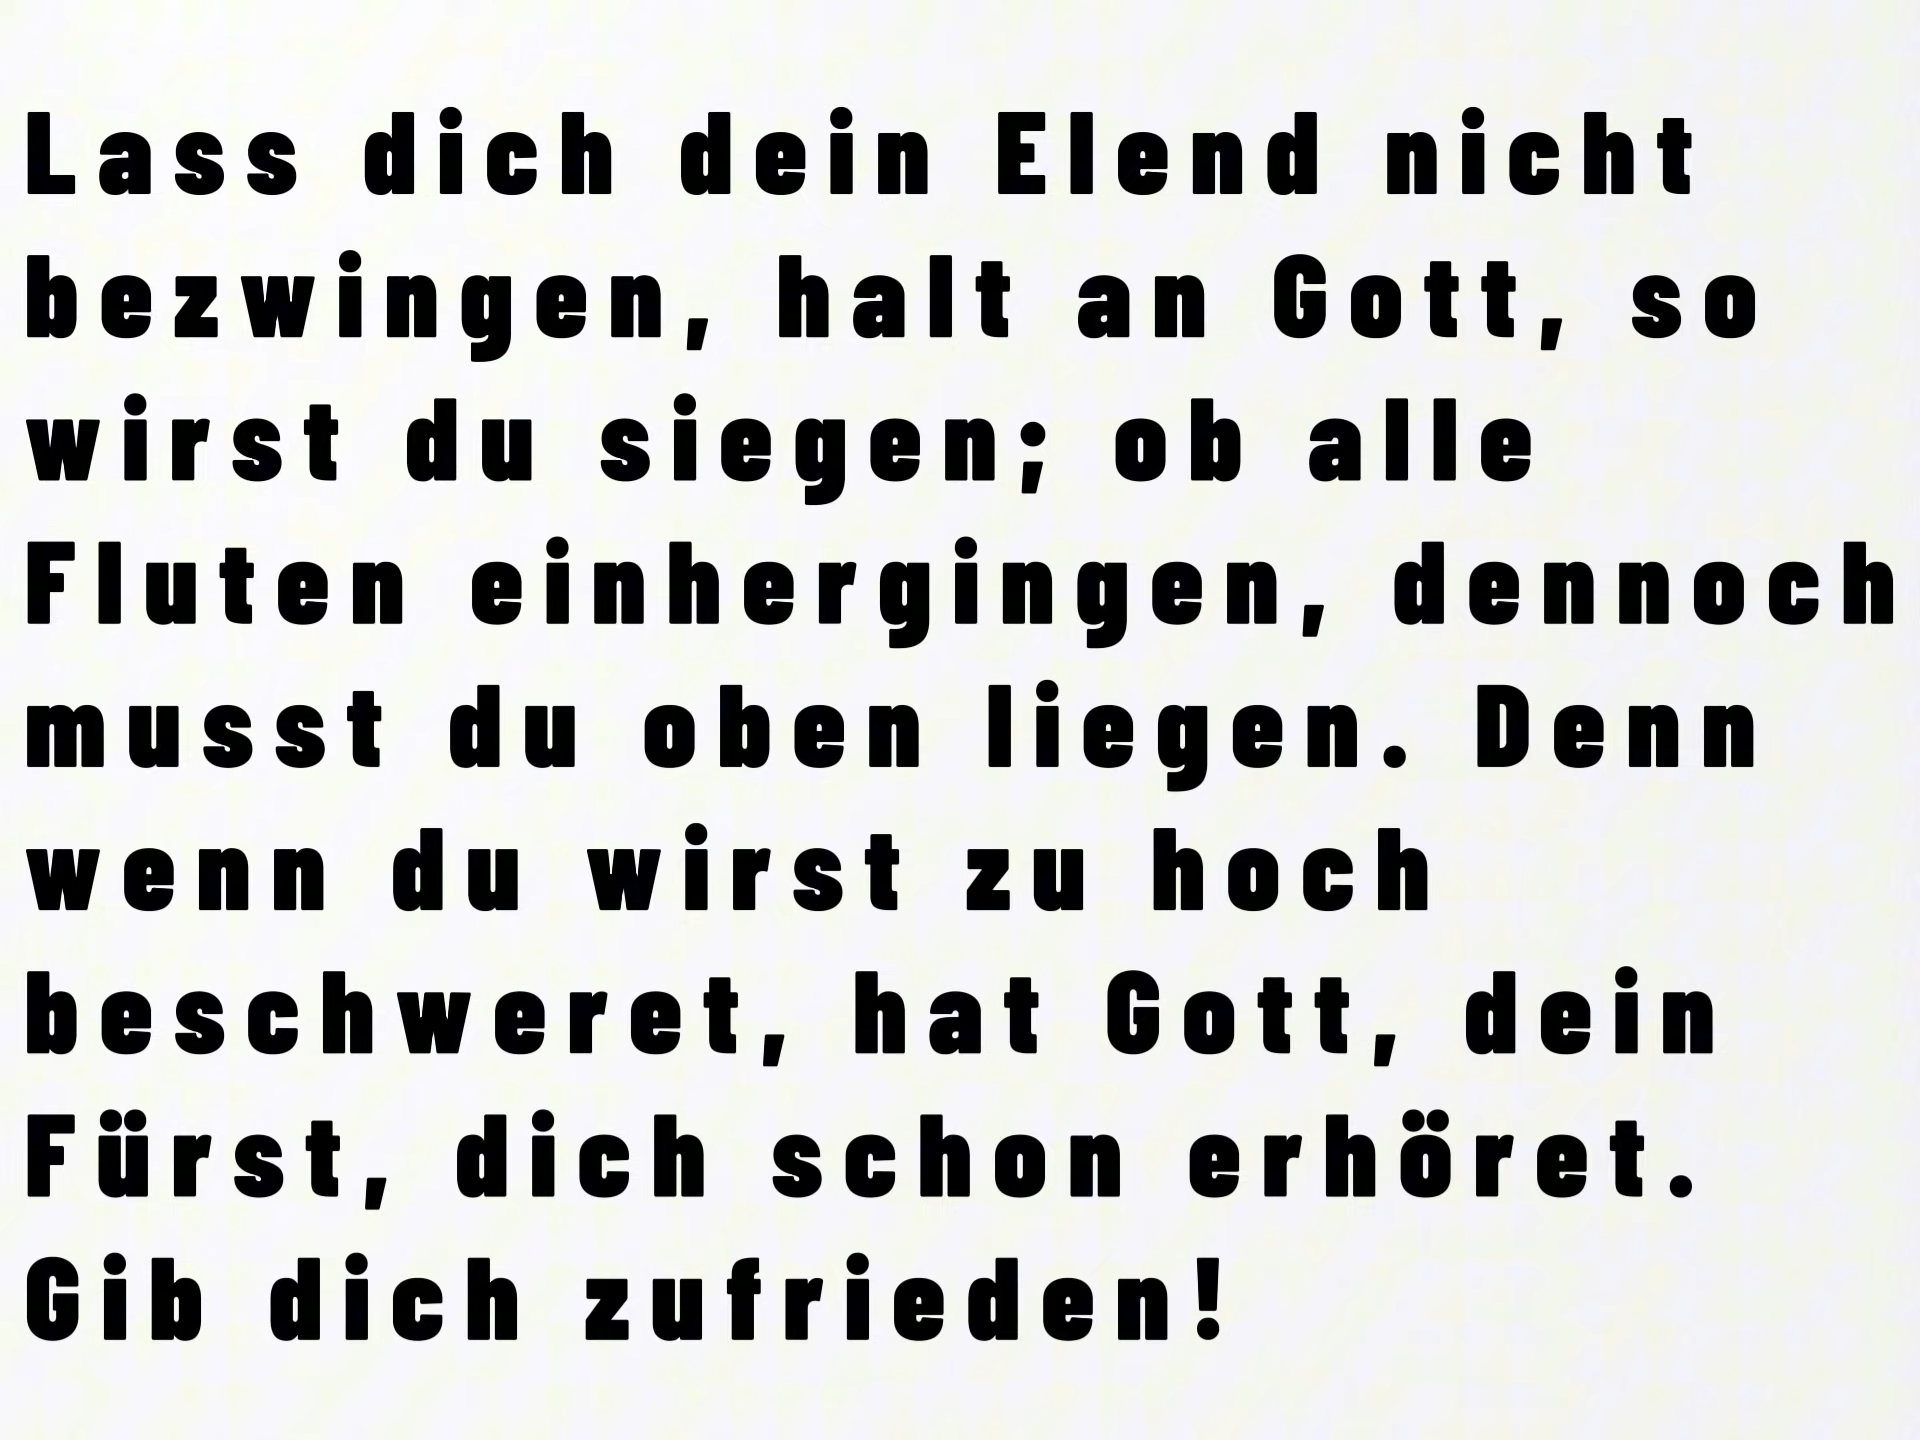 Lass dich dein Elend nicht
bezwingen, halt an Gott, so
wirst du siegen; ob alle
Fluten einhergingen, dennoch
musst du oben liegen. Denn
wenn du wirst zu hoch
beschweret, hat Gott, dein
Fürst, dich schon erhöret.
Gib dich zufrieden!